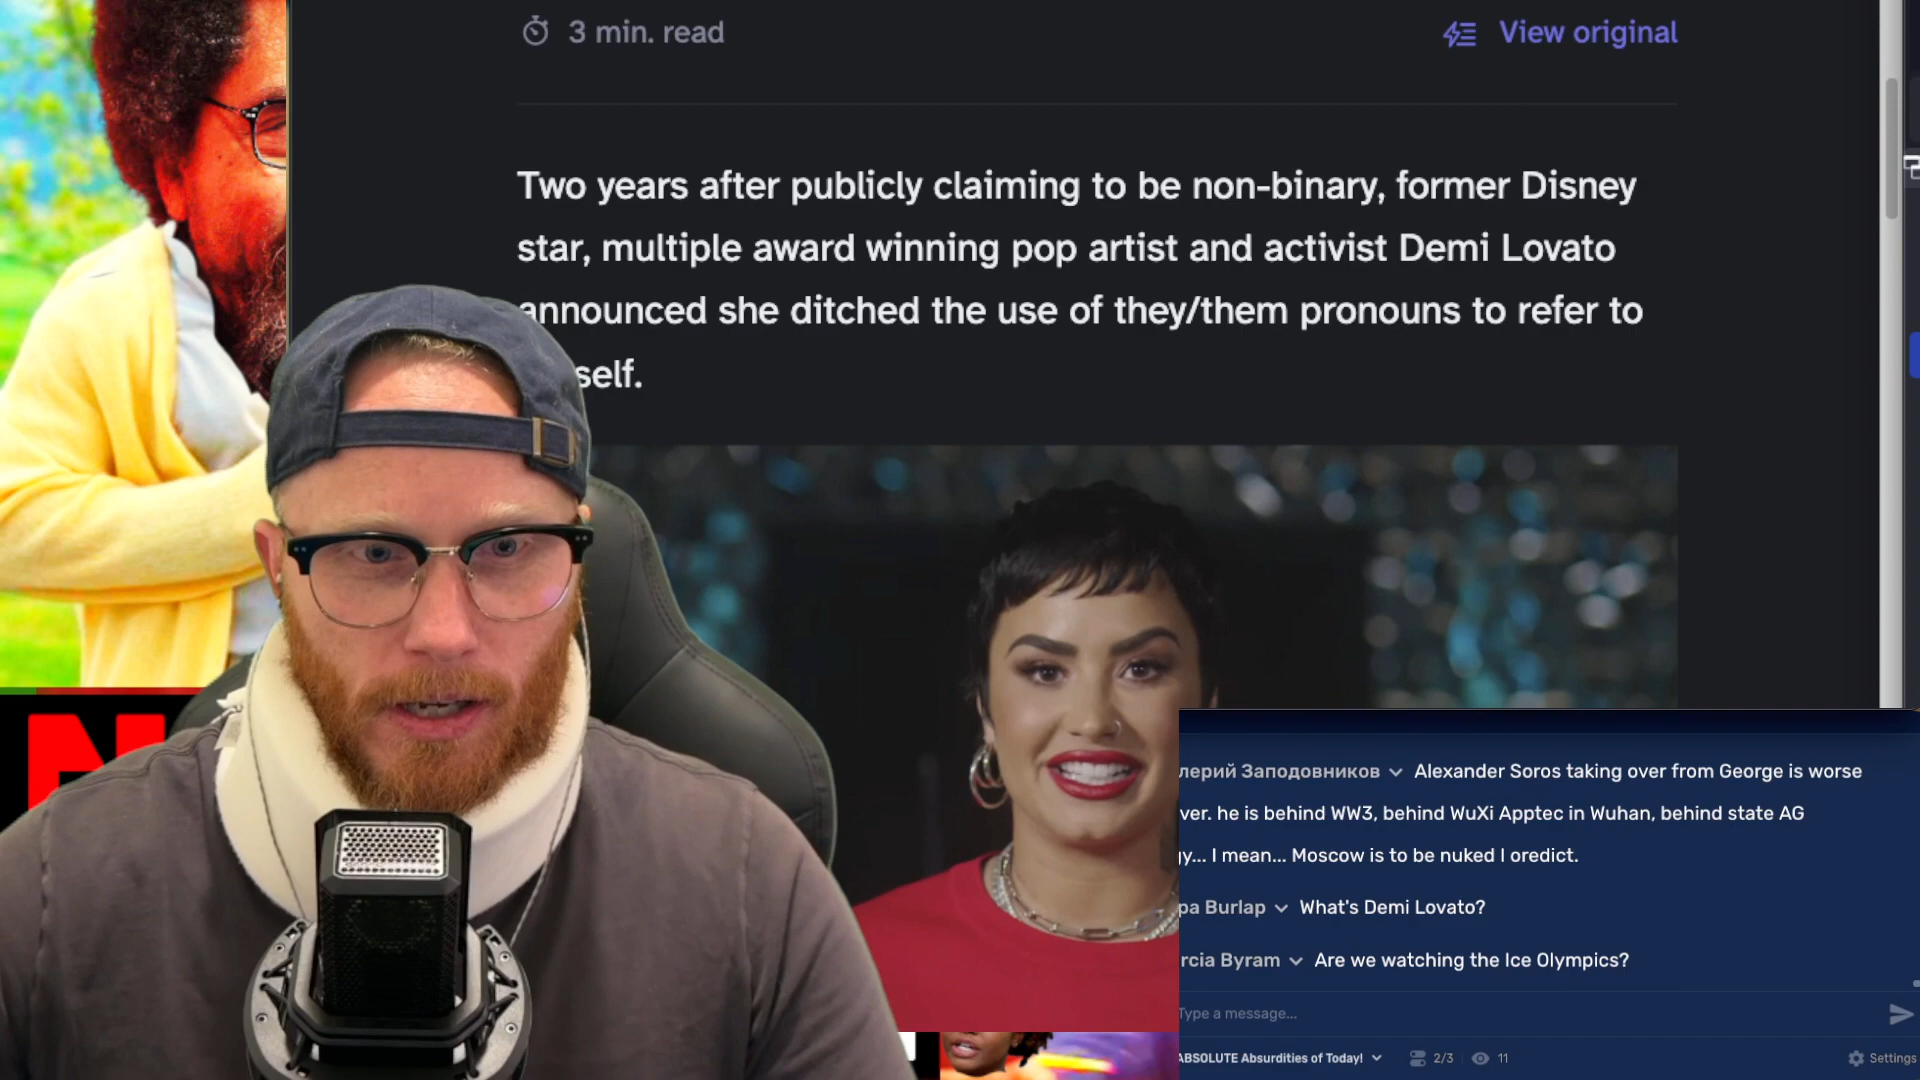 3 min. read
View original
Two years after publicly claiming to be non-binary, former Disney
star, multiple award winning pop artist and activist Demi Lovato
announced she ditched the use of they/them pronouns to refer to
self.
лерий Заподовников Alexander Soros taking over from George is worse
ver. he is behind WW3, behind WuXi Apptec in Wuhan, behind state AG
gy... I mean... Moscow is to be nuked I oredict.
pa Burlap What's Demi Lovato?
rcia Byram Are we watching the Ice Olympics?
Type a message...
ABSOLUTE Absurdities of Today!
2/3
11
Settings